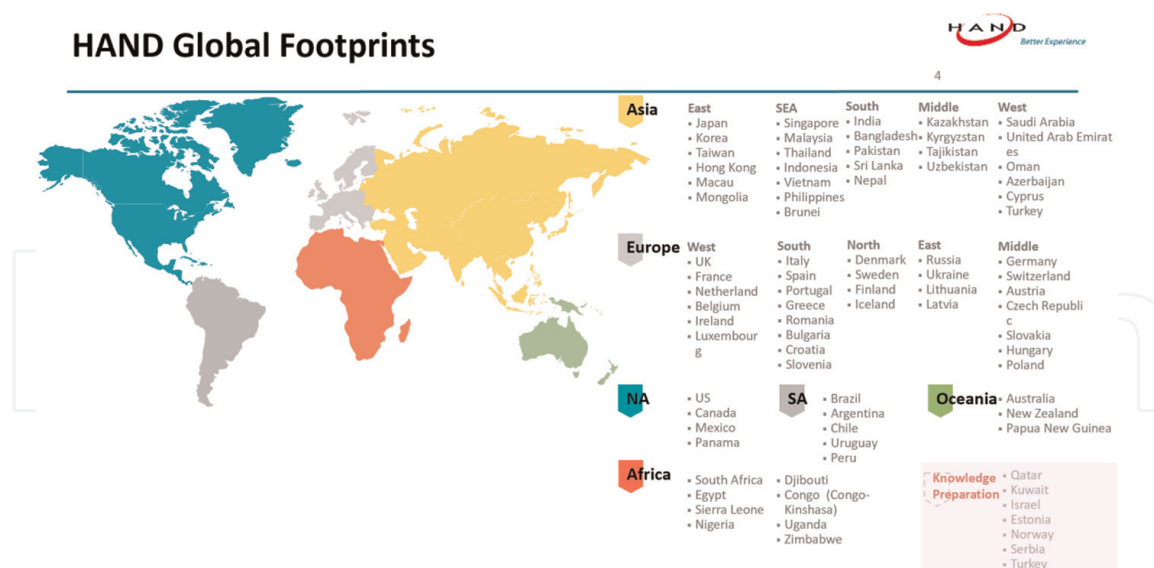 HAND Global Footprints
HAND
Better Experience
4
Asia
East
▪ Japan
▪ Korea
▪ Taiwan
▪ Hong Kong
▪ Macau
▪ Mongolia
SEA
▪ Singapore
▪ Malaysia
▪ Thailand
▪ Indonesia
▪ Vietnam
▪ Philippines
▪ Brunei
South
▪ India
▪ Bangladesh
▪ Pakistan
▪ Sri Lanka
▪ Nepal
Middle
▪ Kazakhstan
▪ Kyrgyzstan
▪ Tajikistan
▪ Uzbekistan
West
▪ Saudi Arabia
▪ United Arab Emirat
es
▪ Oman
▪ Azerbaijan
▪ Cyprus
▪ Turkey
Europe
West
▪ UK
▪ France
▪ Netherland
▪ Belgium
▪ Ireland
▪ Luxembour
g
South
▪ Italy
▪ Spain
▪ Portugal
▪ Greece
▪ Romania
▪ Bulgaria
▪ Croatia
▪ Slovenia
North
▪ Denmark
▪ Sweden
▪ Finland
▪ Iceland
East
▪ Russia
▪ Ukraine
▪ Lithuania
▪ Latvia
Middle
▪ Germany
▪ Switzerland
▪ Austria
▪ Czech Republi
c
▪ Slovakia
▪ Hungary
▪ Poland
NA
▪ US
▪ Canada
▪ Mexico
▪ Panama
SA
▪ Brazil
▪ Argentina
▪ Chile
▪ Uruguay
▪ Peru
Oceania
▪ Australia
▪ New Zealand
▪ Papua New Guinea
Africa
▪ South Africa
▪ Egypt
▪ Sierra Leone
▪ Nigeria
▪ Djibouti
▪ Congo (Congo-
Kinshasa)
▪ Uganda
▪ Zimbabwe
Knowledge
Preparation
▪ Qatar
▪ Kuwait
▪ Israel
▪ Estonia
▪ Norway
▪ Serbia
▪ Turkey